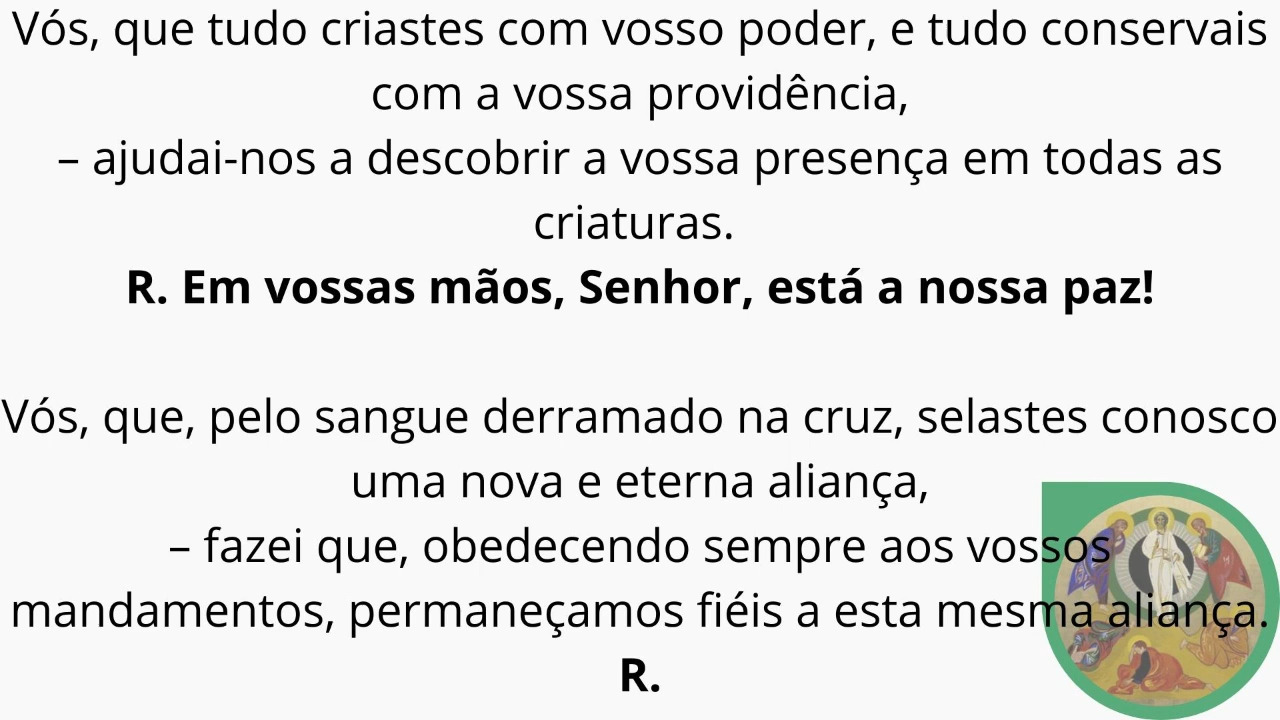 Vós, que tudo criastes com vosso poder, e tudo conservais
com a vossa providência,
– ajudai-nos a descobrir a vossa presença em todas as
criaturas.
R. Em vossas mãos, Senhor, está a nossa paz!
Vós, que, pelo sangue derramado na cruz, selastes conosco
uma nova e eterna aliança,
– fazei que, obedecendo sempre aos vossos
mandamentos, permaneçamos fiéis a esta mesma aliança.
R.